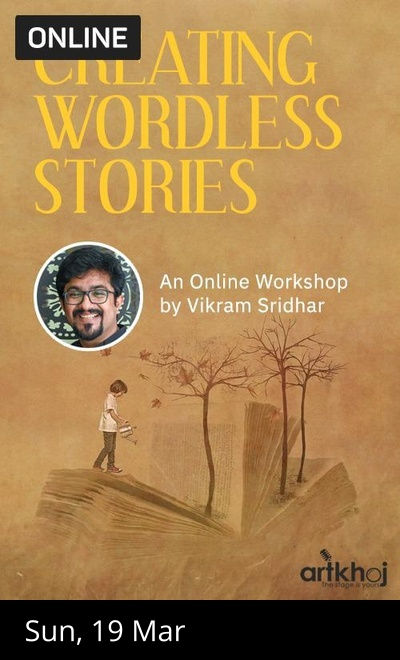 ONLINE
CREATING
WORDLESS
STORIES
An Online Workshop
by Vikram Sridhar
artkhoj
The stage is yours
Sun, 19 Mar